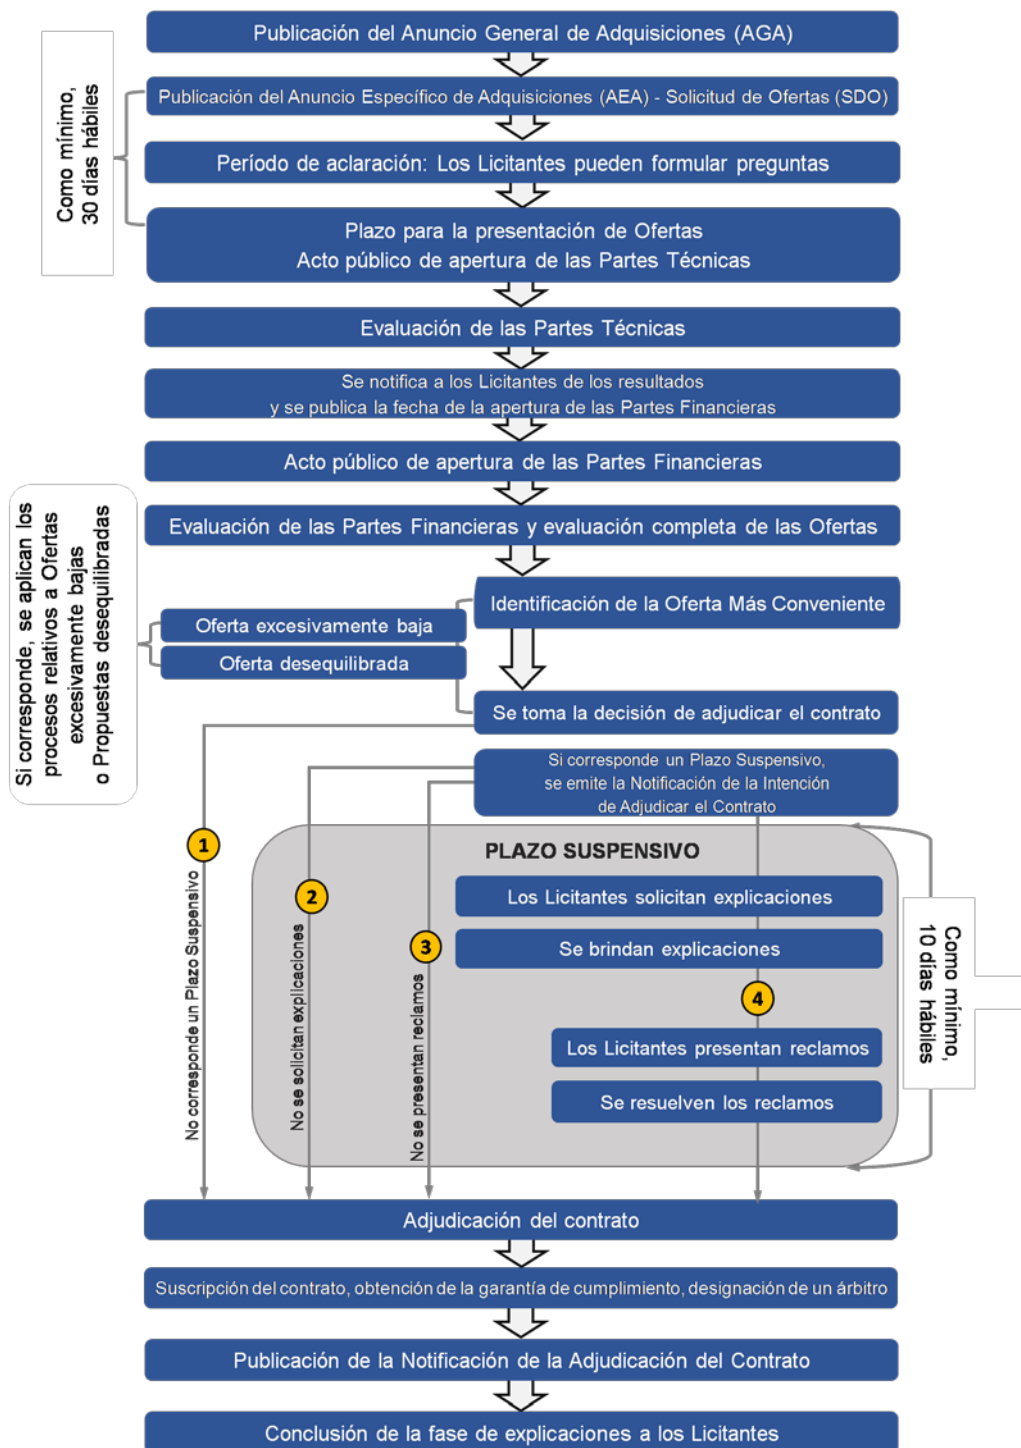 Publicación del Anuncio General de Adquisiciones (AGA)
Como mínimo,
30 días hábiles
Publicación del Anuncio Específico de Adquisiciones (AEA) - Solicitud de Ofertas (SDO)
Período de aclaración: Los Licitantes pueden formular preguntas
Plazo para la presentación de Ofertas
Acto público de apertura de las Partes Técnicas
Evaluación de las Partes Técnicas
Se notifica a los Licitantes de los resultados
y se publica la fecha de la apertura de las Partes Financieras
Acto público de apertura de las Partes Financieras
Evaluación de las Partes Financieras y evaluación completa de las Ofertas
Si corresponde, se aplican los
procesos relativos a Ofertas
excesivamente bajas
o Propuestas desequilibradas
Identificación de la Oferta Más Conveniente
Oferta excesivamente baja
Oferta desequilibrada
Se toma la decisión de adjudicar el contrato
Si corresponde un Plazo Suspensivo,
se emite la Notificación de la Intención
de Adjudicar el Contrato
PLAZO SUSPENSIVO
1
No corresponde un Plazo Suspensivo
2
No se solicitan explicaciones
3
No se presentan reclamos
Los Licitantes solicitan explicaciones
Se brindan explicaciones
4
Los Licitantes presentan reclamos
Se resuelven los reclamos
Como mínimo,
10 días hábiles
Adjudicación del contrato
Suscripción del contrato, obtención de la garantía de cumplimiento, designación de un árbitro
Publicación de la Notificación de la Adjudicación del Contrato
Conclusión de la fase de explicaciones a los Licitantes